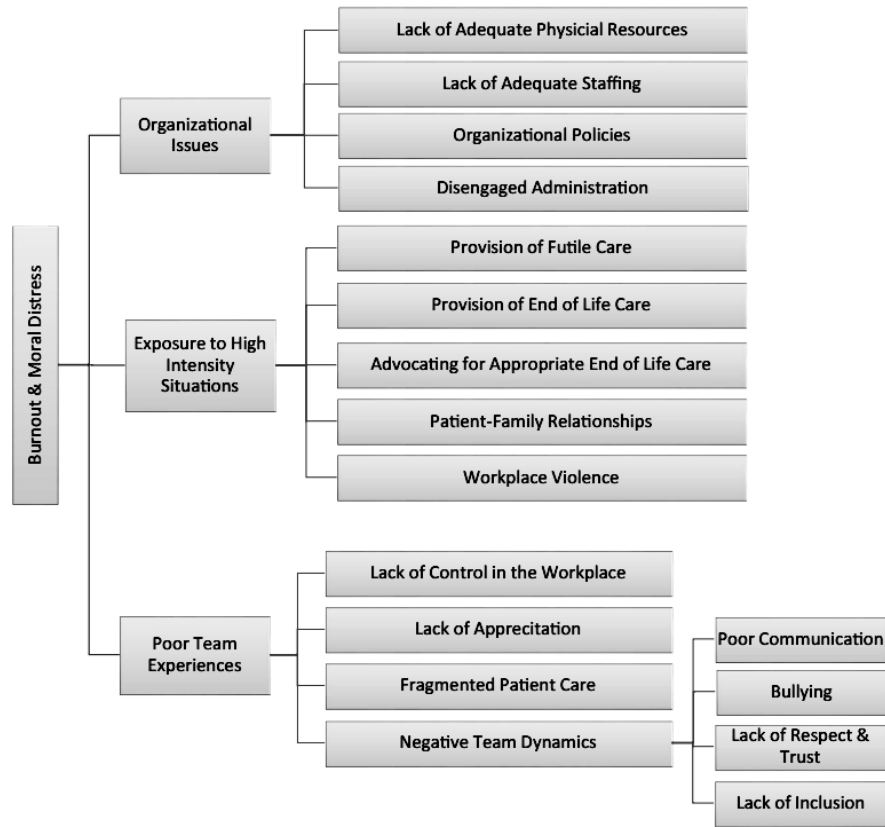 Burnout & Moral Distress
Organizational
Issues
Lack of Adequate Physicial Resources
Lack of Adequate Staffing
Organizational Policies
Disengaged Administration
Exposure to High
Intensity
Situations
Provision of Futile Care
Provision of End of Life Care
Advocating for Appropriate End of Life Care
Patient-Family Relationships
Workplace Violence
Poor Team
Experiences
Lack of Control in the Workplace
Lack of Apprecitation
Fragmented Patient Care
Negative Team Dynamics
Poor Communication
Bullying
Lack of Respect &
Trust
Lack of Inclusion